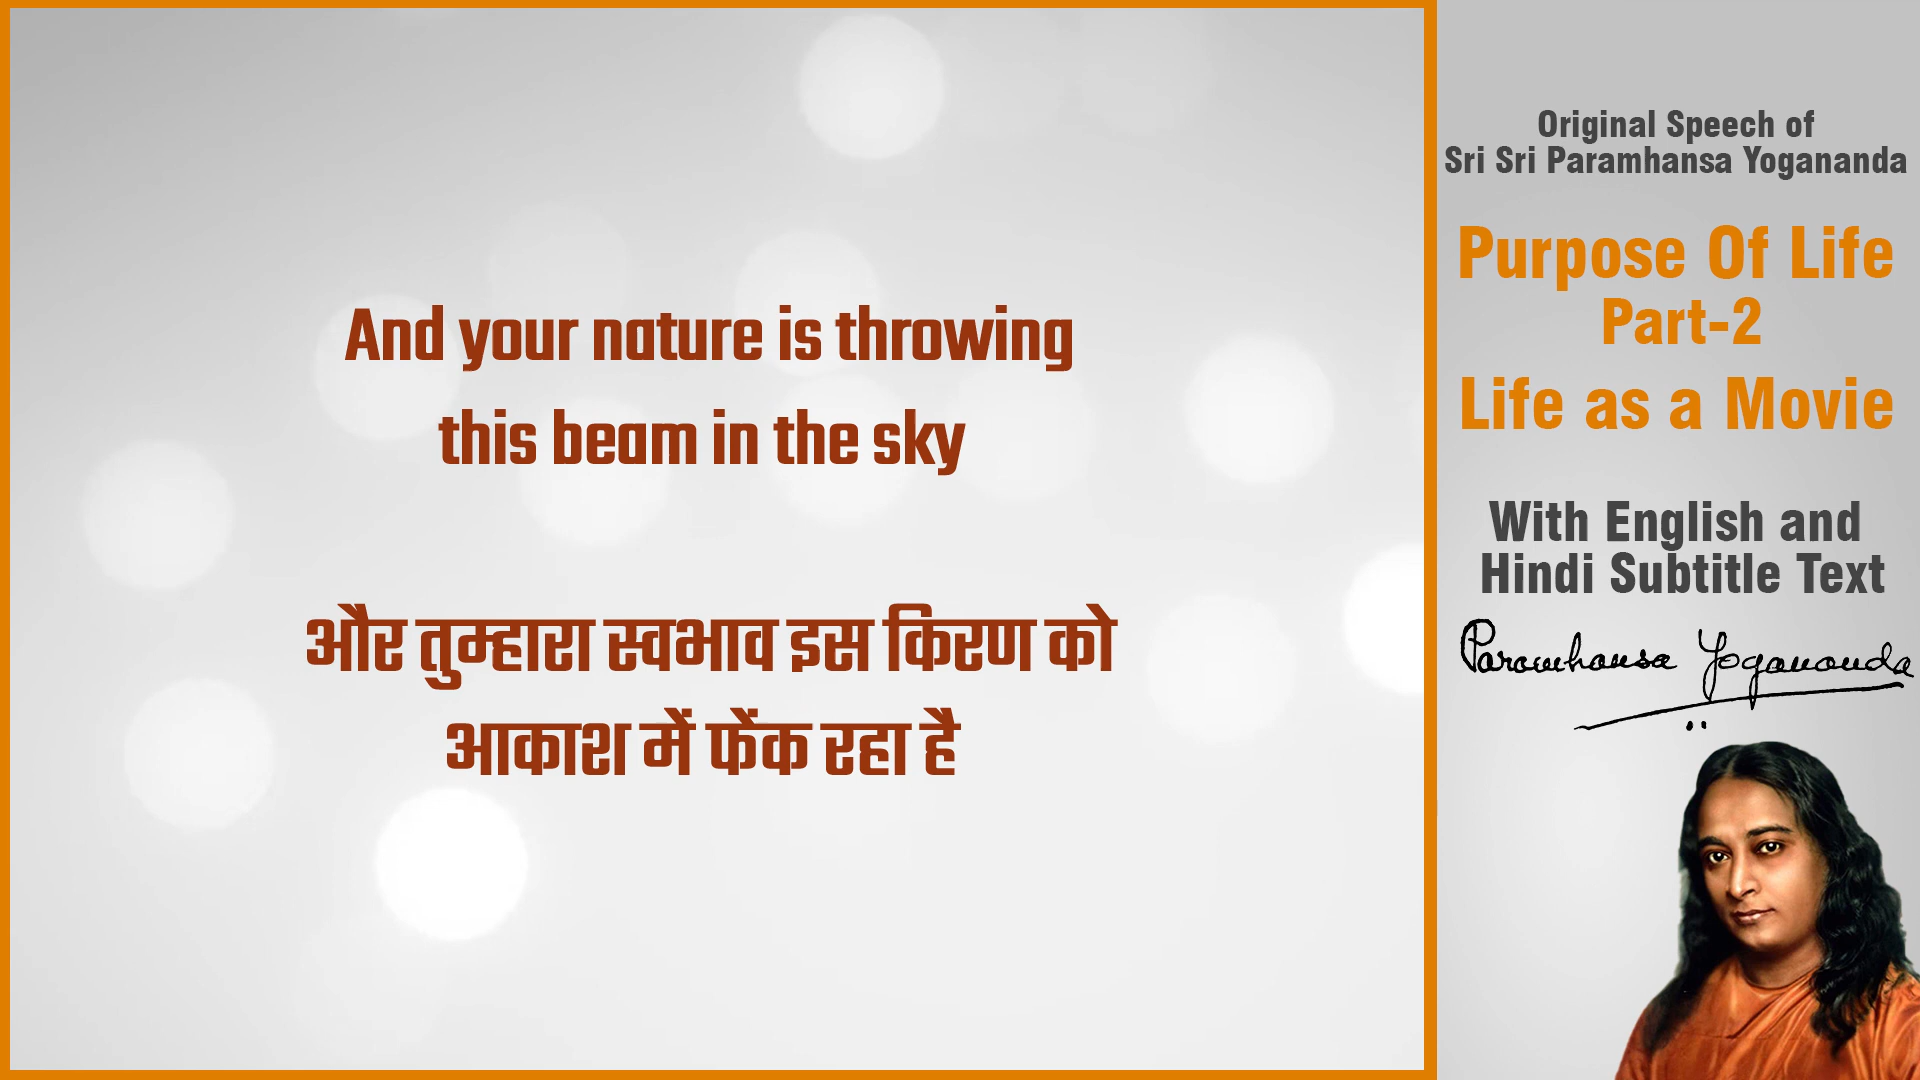 And your nature is throwing
this beam in the sky
और तुम्हारा स्वभाव इस किरण को
आकाश में फेंक रहा है
Original Speech of
Sri Sri Paramhansa Yogananda
Purpose Of Life
Part-2
Life as a Movie
With English and
Hindi Subtitle Text
Paramhansa Yogananda